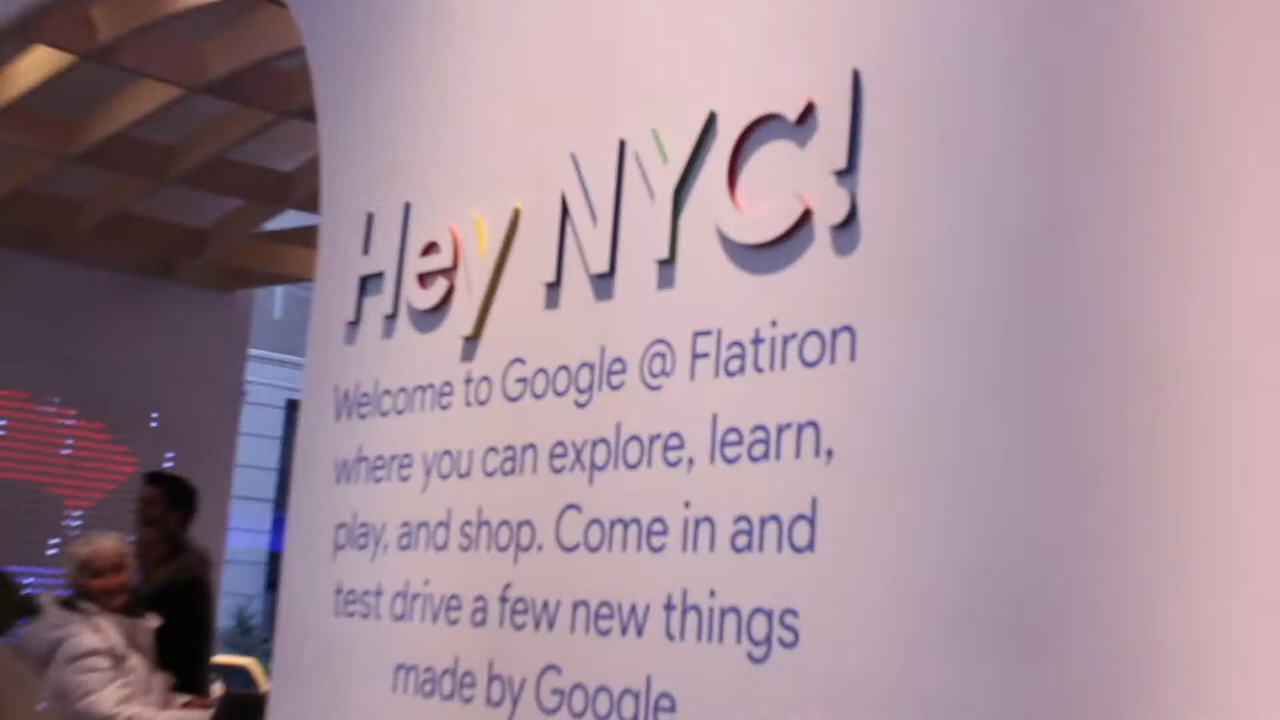 Hey NYC!
Welcome to Google @ Flatiron
where you can explore, learn,
play, and shop. Come in and
test drive a few new things
made by Google